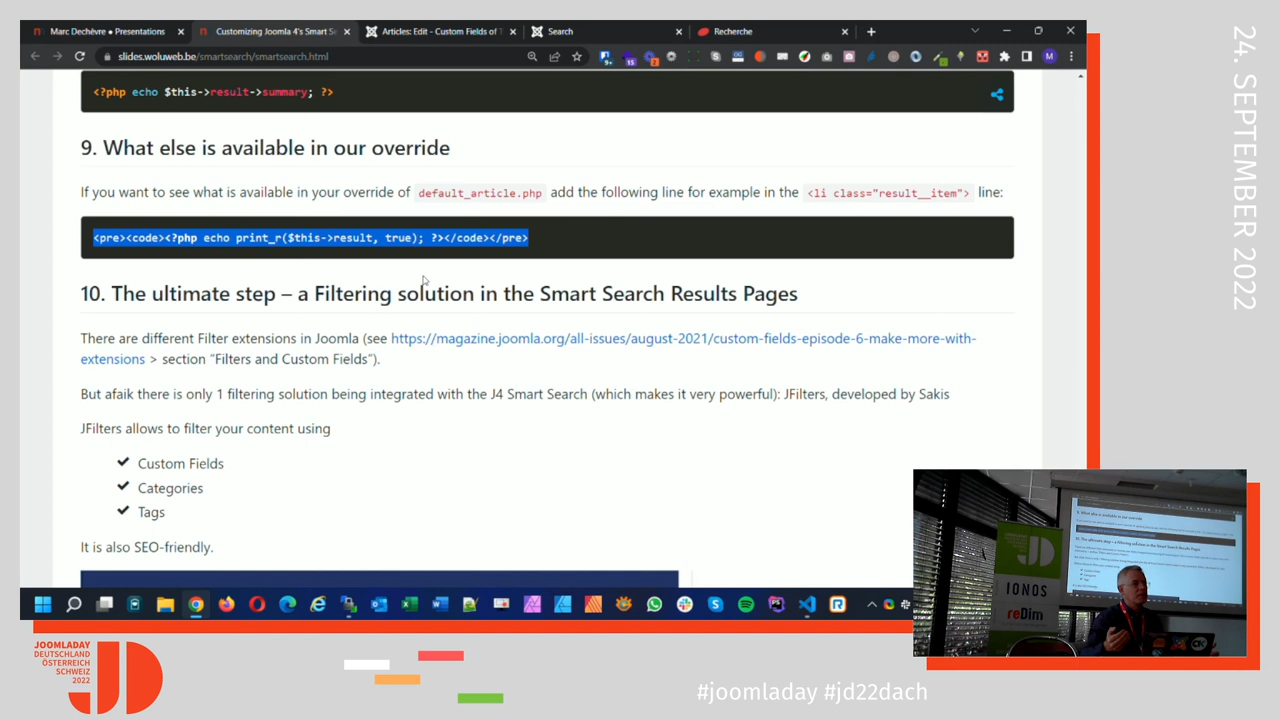 Marc Dechèvre • Presentations
Customizing Joomla 4's Smart S
Articles: Edit - Custom Fields of T
Search
Recherche
slides.woluweb.be/smartsearch/smartsearch.html
<?php echo $this->result->summary; ?>
9. What else is available in our override
If you want to see what is available in your override of default_article.php add the following line for example in the <li class="result__item"> line:
<pre><code><?php echo print_r($this->result, true); ?></code></pre>
10. The ultimate step – a Filtering solution in the Smart Search Results Pages
There are different Filter extensions in Joomla (see https://magazine.joomla.org/all-issues/august-2021/custom-fields-episode-6-make-more-with-
extensions > section “Filters and Custom Fields”).
But afaik there is only 1 filtering solution being integrated with the J4 Smart Search (which makes it very powerful): JFilters, developed by Sakis
JFilters allows to filter your content using
Custom Fields
Categories
Tags
It is also SEO-friendly.
24. SEPTEMBER 2022
IONOS
reDim
JOOMLADAY
DEUTSCHLAND
ÖSTERREICH
SCHWEIZ
2022
#joomladay #jd22dach